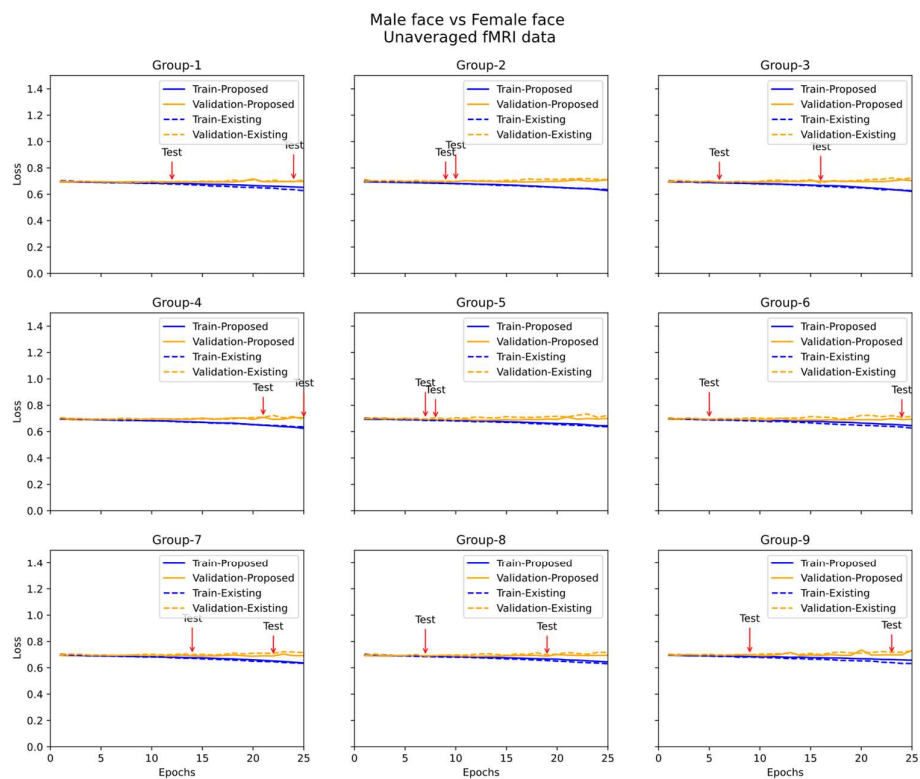 Male face vs Female face
Unaveraged fMRI data
Group-1
Group-2
Group-3
1.4
1.2
1.0
0.8
0.6
0.4
0.2
0.0
Loss
Train-Proposed
Validation-Proposed
Train-Existing
Validation-Existing
Test
Test
Train-Proposed
Validation-Proposed
Train-Existing
Validation-Existing
Test
Test
Train-Proposed
Validation-Proposed
Train-Existing
Validation-Existing
Test
Test
Group-4
Group-5
Group-6
1.4
1.2
1.0
0.8
0.6
0.4
0.2
0.0
Loss
Train-Proposed
Validation-Proposed
Train-Existing
Validation-Existing
Test
Test
Train-Proposed
Validation-Proposed
Train-Existing
Validation-Existing
Test
Test
Train-Proposed
Validation-Proposed
Train-Existing
Validation-Existing
Test
Test
Group-7
Group-8
Group-9
1.4
1.2
1.0
0.8
0.6
0.4
0.2
0.0
Loss
Train-Proposed
Validation-Proposed
Train-Existing
Validation-Existing
Test
Test
Train-Proposed
Validation-Proposed
Train-Existing
Validation-Existing
Test
Test
Train-Proposed
Validation-Proposed
Train-Existing
Validation-Existing
Test
Test
0 5 10 15 20 25
0 5 10 15 20 25
0 5 10 15 20 25
Epochs
Epochs
Epochs